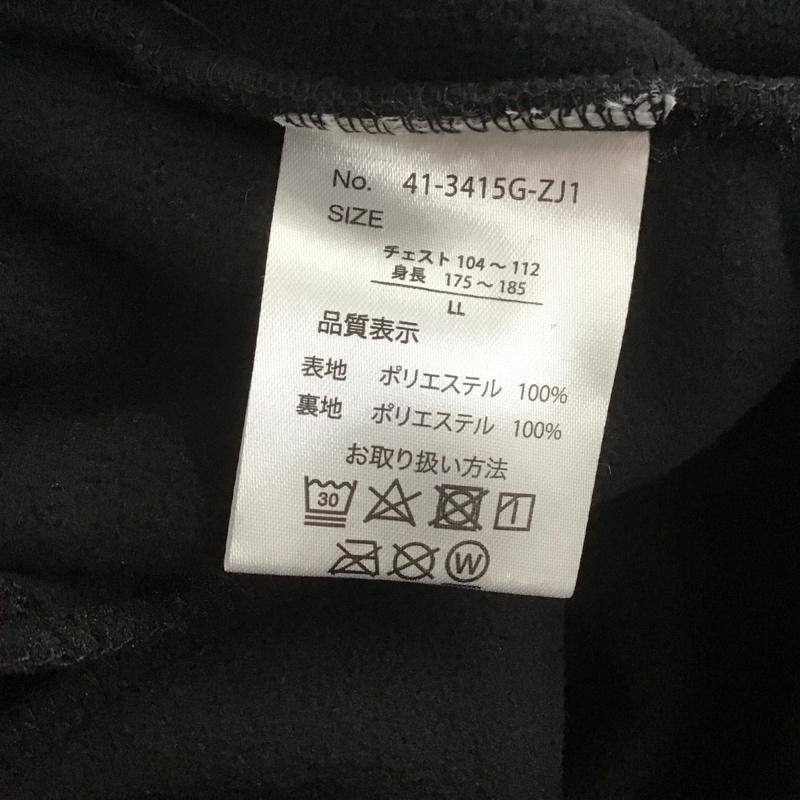 No. 41-3415G-ZJ1
SIZE
チェスト 104～112
身長 175～185
LL
品質表示
表地 ポリエステル 100%
裏地 ポリエステル 100%
お取り扱い方法
30
W